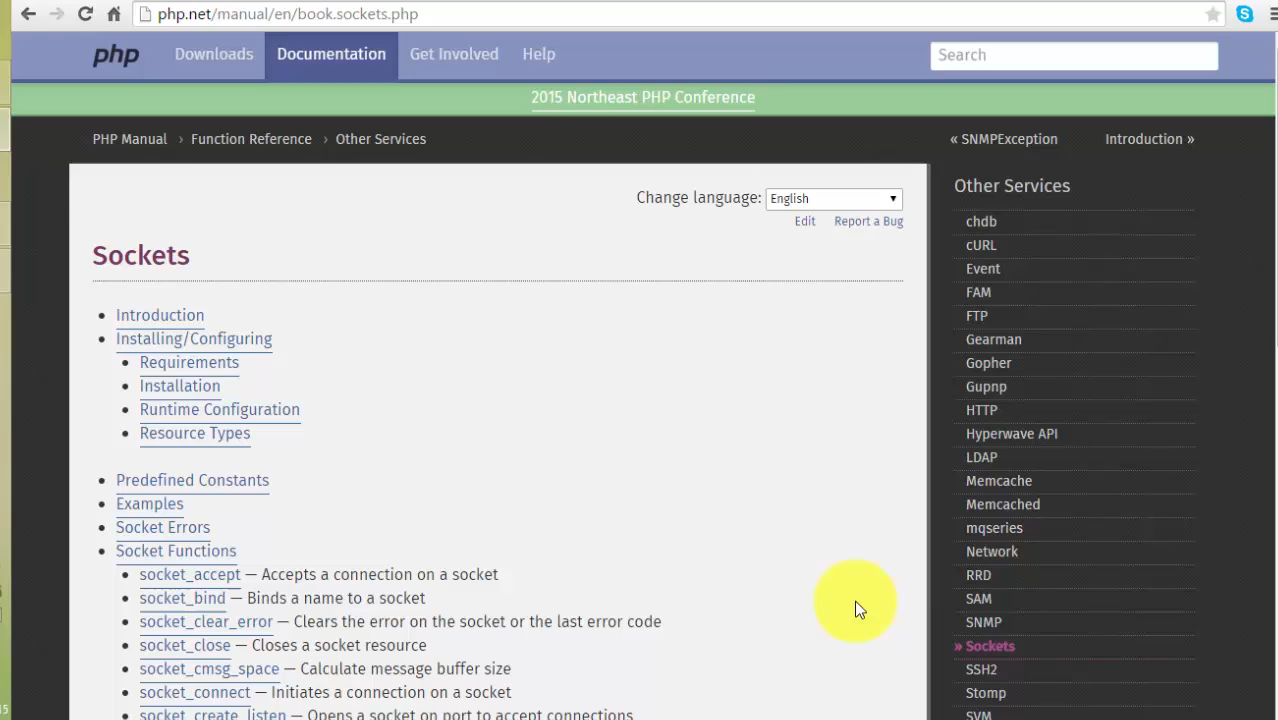 php.net/manual/en/book.sockets.php
php Downloads Documentation Get Involved Help Search
2015 Northeast PHP Conference
PHP Manual › Function Reference › Other Services « SNMPException Introduction »
Change language: English
Edit Report a Bug
Sockets
• Introduction
• Installing/Configuring
• Requirements
• Installation
• Runtime Configuration
• Resource Types
• Predefined Constants
• Examples
• Socket Errors
• Socket Functions
• socket_accept — Accepts a connection on a socket
• socket_bind — Binds a name to a socket
• socket_clear_error — Clears the error on the socket or the last error code
• socket_close — Closes a socket resource
• socket_cmsg_space — Calculate message buffer size
• socket_connect — Initiates a connection on a socket
socket_create_listen — Opens a socket on port to accept connections
Other Services
chdb
cURL
Event
FAM
FTP
Gearman
Gopher
Gupnp
HTTP
Hyperwave API
LDAP
Memcache
Memcached
mqseries
Network
RRD
SAM
SNMP
» Sockets
SSH2
Stomp
SVM
15